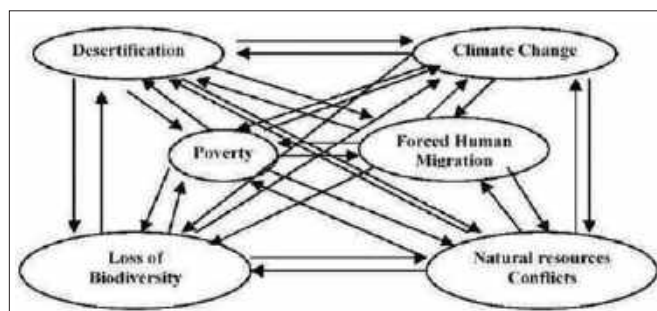 Desertification
Climate Change
Poverty
Forced Human
Migration
Loss of
Biodiversity
Natural resources
Conflicts